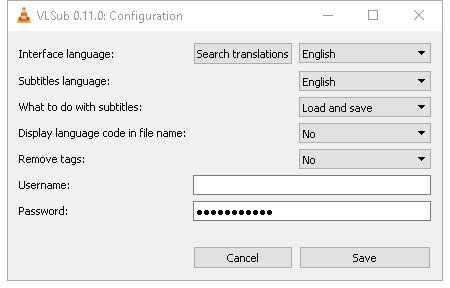 VLSub 0.11.0: Configuration
Interface language: Search translations English
Subtitles language: English
What to do with subtitles: Load and save
Display language code in file name: No
Remove tags: No
Username:
Password: ●●●●●●●●●●●
Cancel Save